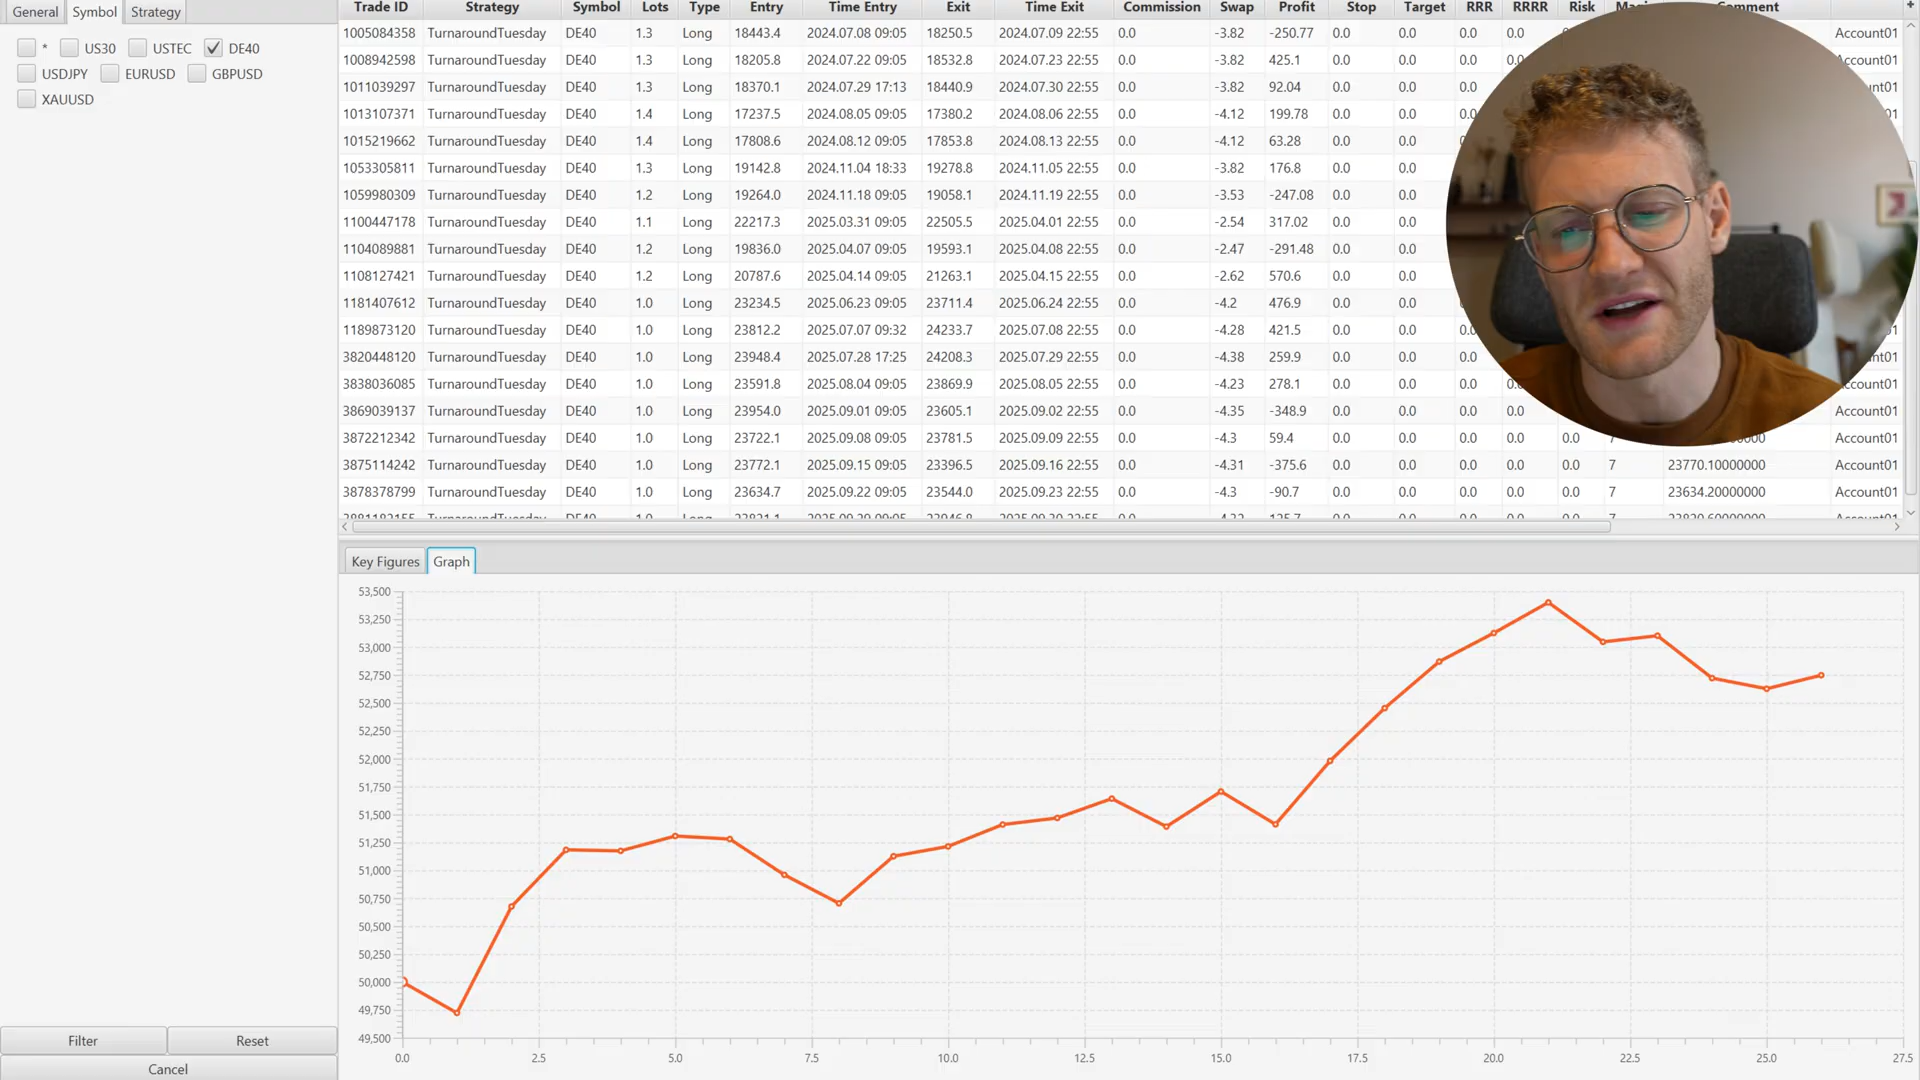 General Symbol Strategy
* US30 USTEC DE40
USDJPY EURUSD GBPUSD
XAUUSD
Filter Reset
Cancel
Trade ID Strategy Symbol Lots Type Entry Time Entry Exit Time Exit Commission Swap Profit Stop Target RRR RRRR Risk
1005084358 TurnaroundTuesday DE40 1.3 Long 18443.4 2024.07.08 09:05 18250.5 2024.07.09 22:55 0.0 -3.82 -250.77 0.0 0.0 0.0 0.0 Account01
1008942598 TurnaroundTuesday DE40 1.3 Long 18205.8 2024.07.22 09:05 18532.8 2024.07.23 22:55 0.0 -3.82 425.1 0.0 0.0 0.0
1011039297 TurnaroundTuesday DE40 1.3 Long 18370.1 2024.07.29 17:13 18440.9 2024.07.30 22:55 0.0 -3.82 92.04 0.0 0.0 0.0
1013107371 TurnaroundTuesday DE40 1.4 Long 17237.5 2024.08.05 09:05 17380.2 2024.08.06 22:55 0.0 -4.12 199.78 0.0 0.0 0.0
1015219662 TurnaroundTuesday DE40 1.4 Long 17808.6 2024.08.12 09:05 17853.8 2024.08.13 22:55 0.0 -4.12 63.28 0.0 0.0
1053305811 TurnaroundTuesday DE40 1.3 Long 19142.8 2024.11.04 18:33 19278.8 2024.11.05 22:55 0.0 -3.82 176.8 0.0 0.0
1059980309 TurnaroundTuesday DE40 1.2 Long 19264.0 2024.11.18 09:05 19058.1 2024.11.19 22:55 0.0 -3.53 -247.08 0.0 0.0
1100447178 TurnaroundTuesday DE40 1.1 Long 22217.3 2025.03.31 09:05 22505.5 2025.04.01 22:55 0.0 -2.54 317.02 0.0 0.0
1104089881 TurnaroundTuesday DE40 1.2 Long 19836.0 2025.04.07 09:05 19593.1 2025.04.08 22:55 0.0 -2.47 -291.48 0.0 0.0
1108127421 TurnaroundTuesday DE40 1.2 Long 20787.6 2025.04.14 09:05 21263.1 2025.04.15 22:55 0.0 -2.62 570.6 0.0 0.0
1181407612 TurnaroundTuesday DE40 1.0 Long 23234.5 2025.06.23 09:05 23711.4 2025.06.24 22:55 0.0 -4.2 476.9 0.0 0.0
1189873120 TurnaroundTuesday DE40 1.0 Long 23812.2 2025.07.07 09:32 24233.7 2025.07.08 22:55 0.0 -4.28 421.5 0.0 0.0 0.0
3820448120 TurnaroundTuesday DE40 1.0 Long 23948.4 2025.07.28 17:25 24208.3 2025.07.29 22:55 0.0 -4.38 259.9 0.0 0.0 0.0
3838036085 TurnaroundTuesday DE40 1.0 Long 23591.8 2025.08.04 09:05 23869.9 2025.08.05 22:55 0.0 -4.23 278.1 0.0 0.0 0.0 0.0
3869039137 TurnaroundTuesday DE40 1.0 Long 23954.0 2025.09.01 09:02 23605.1 2025.09.02 22:55 0.0 -4.35 -348.9 0.0 0.0 0.0 0.0 Account01
3872212342 TurnaroundTuesday DE40 1.0 Long 23722.1 2025.09.08 09:05 23781.5 2025.09.09 22:55 0.0 -4.3 59.4 0.0 0.0 0.0 0.0 0.0 7 Account01
3875114242 TurnaroundTuesday DE40 1.0 Long 23772.1 2025.09.15 09:05 23396.5 2025.09.16 22:55 0.0 -4.31 -375.6 0.0 0.0 0.0 0.0 0.0 7 23770.10000000 Account01
3878378799 TurnaroundTuesday DE40 1.0 Long 23634.7 2025.09.22 09:05 23544.0 2025.09.23 22:55 0.0 -4.3 -90.7 0.0 0.0 0.0 0.0 0.0 7 23634.20000000 Account01
Key Figures Graph
53,500
53,250
53,000
52,750
52,500
52,250
52,000
51,750
51,500
51,250
51,000
50,750
50,500
50,250
50,000
49,750
49,500
0.0 2.5 5.0 7.5 10.0 12.5 15.0 17.5 20.0 22.5 25.0 27.5